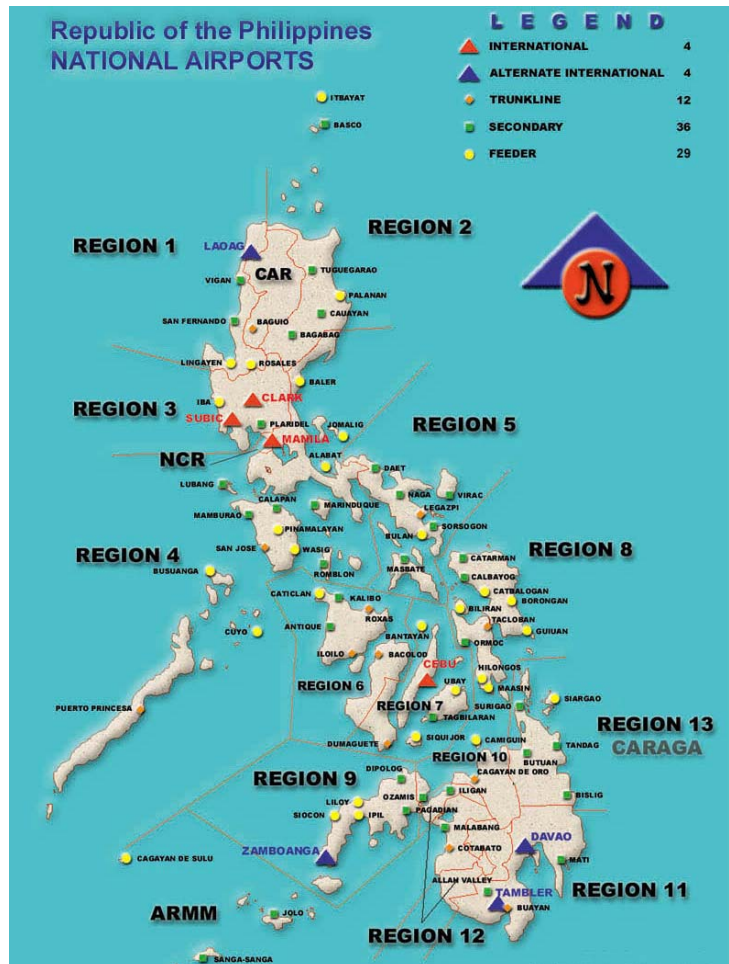 Republic of the Philippines
NATIONAL AIRPORTS
LEGEND
INTERNATIONAL 4
ALTERNATE INTERNATIONAL 4
TRUNKLINE 12
SECONDARY 36
FEEDER 29
ITBAYAT
BASCO
REGION 1
REGION 2
LAOAG
CAR
TUGUEGARAO
VIGAN
PALANAN
CAUAYAN
SAN FERNANDO
BAGUIO
BAGABAG
N
LINGAYEN
ROSALES
BALER
IBA
CLARK
REGION 3
SUBIC
PLARIDEL
JOMALIG
REGION 5
MANILA
NCR
ALABAT
DAET
LUBANG
NAGA
VIRAC
CALAPAN
MARINDUQUE
LEGAZPI
MAMBURAO
SORSOGON
PINAMALAYAN
BULAN
REGION 4
SAN JOSE
WASIG
REGION 8
CATARMAN
MASBATE
ROMBLON
BUSUANGA
CALBAYOG
CATICLAN
KALIBO
CATBALOGAN
BORONGAN
BILIRAN
ROXAS
TACLOBAN
ANTIQUE
BANTAYAN
CUYO
GUIUAN
ORMOC
ILOILO
BACOLOD
CEBU
HILONGOS
REGION 6
UBAY
MAASIN
SIARGAO
REGION 7
SURIGAO
PUERTO PRINCESA
TAGBILARAN
REGION 13
CARAGA
DUMAGUETE
SIQUIJOR
CAMIGUIN
TANDAG
REGION 10
BUTUAN
CAGAYAN DE ORO
REGION 9
DIPOLOG
ILIGAN
OZAMIS
BISLIG
LILOY
SIOCON
IPIL
PAGADIAN
MALABANG
DAVAO
ZAMBOANGA
COTABATO
CAGAYAN DE SULU
MATI
ALLAH VALLEY
TAMBLER
REGION 11
BUAYAN
ARMM
JOLO
REGION 12
SANGA-SANGA